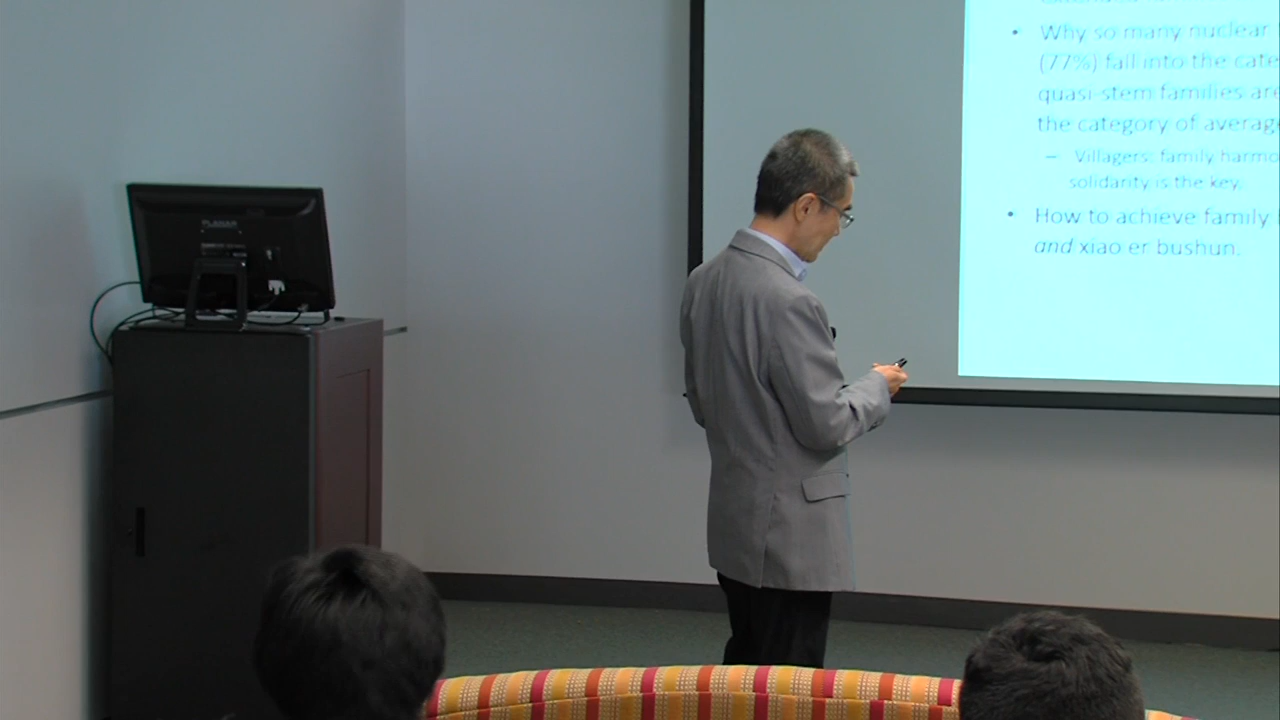 PLANAR
• Why so many nuclear
(77%) fall into the cate
quasi-stem families are
the category of average
– Villagers: family harmo
solidarity is the key.
• How to achieve family
and xiao er bushun.